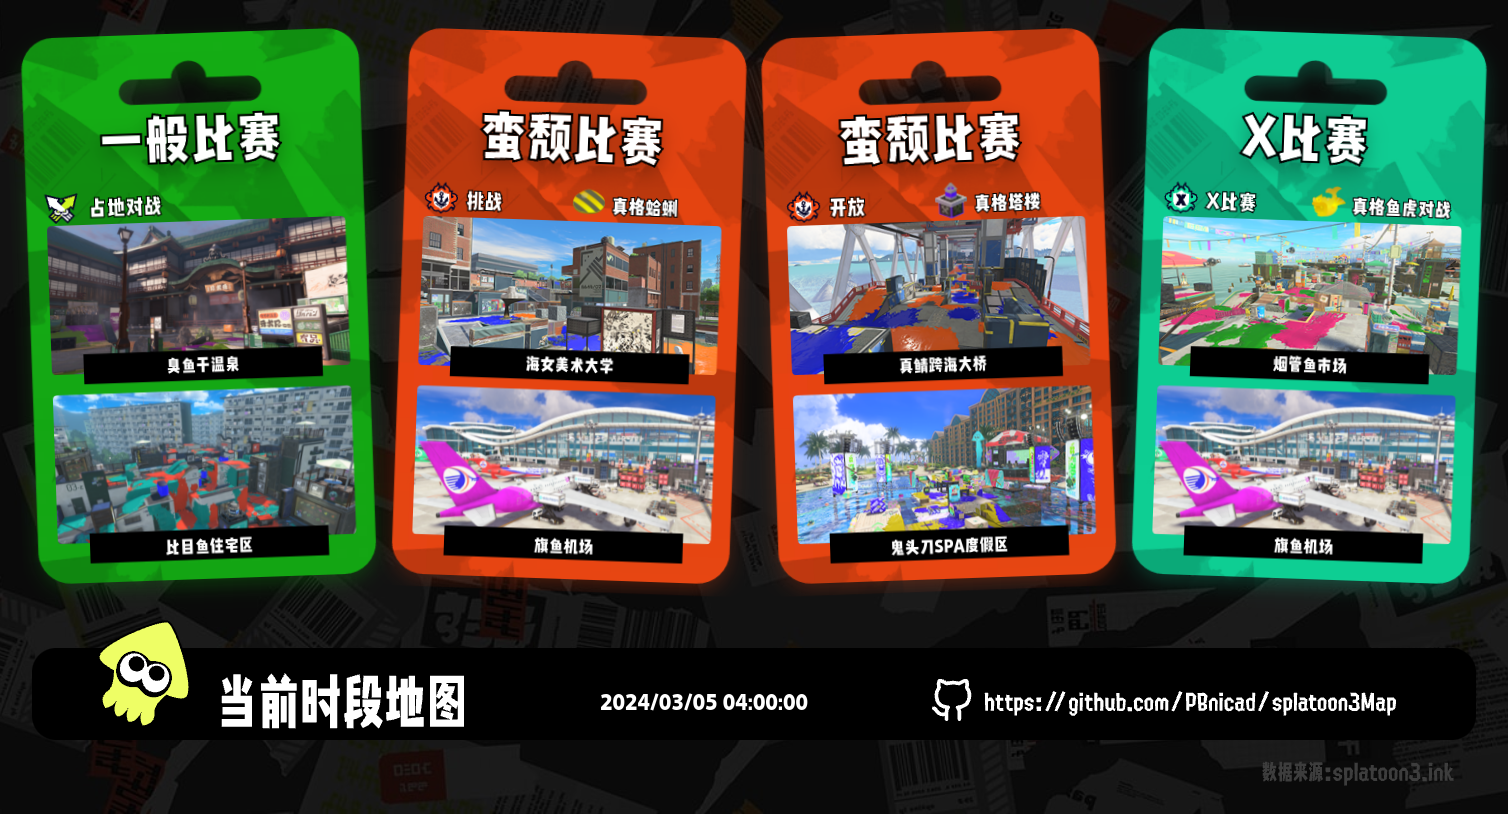 一般比赛
占地对战
臭鱼干温泉
比目鱼住宅区
蛮颓比赛
挑战
真格蛤蜊
海女美术大学
旗鱼机场
蛮颓比赛
开放
真格塔楼
真鲷跨海大桥
鬼头刀SPA度假区
X比赛
X比赛
真格鱼虎对战
烟管鱼市场
旗鱼机场
当前时段地图
2024/03/05 04:00:00
https://github.com/PBnicad/splatoon3Map
数据来源:splatoon3.ink